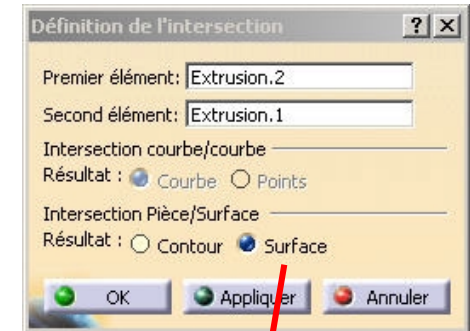 Définition de l'intersection
Premier élément: Extrusion.2
Second élément: Extrusion.1
Intersection courbe/courbe
Résultat : Courbe Points
Intersection Pièce/Surface
Résultat : Contour Surface
OK Appliquer Annuler